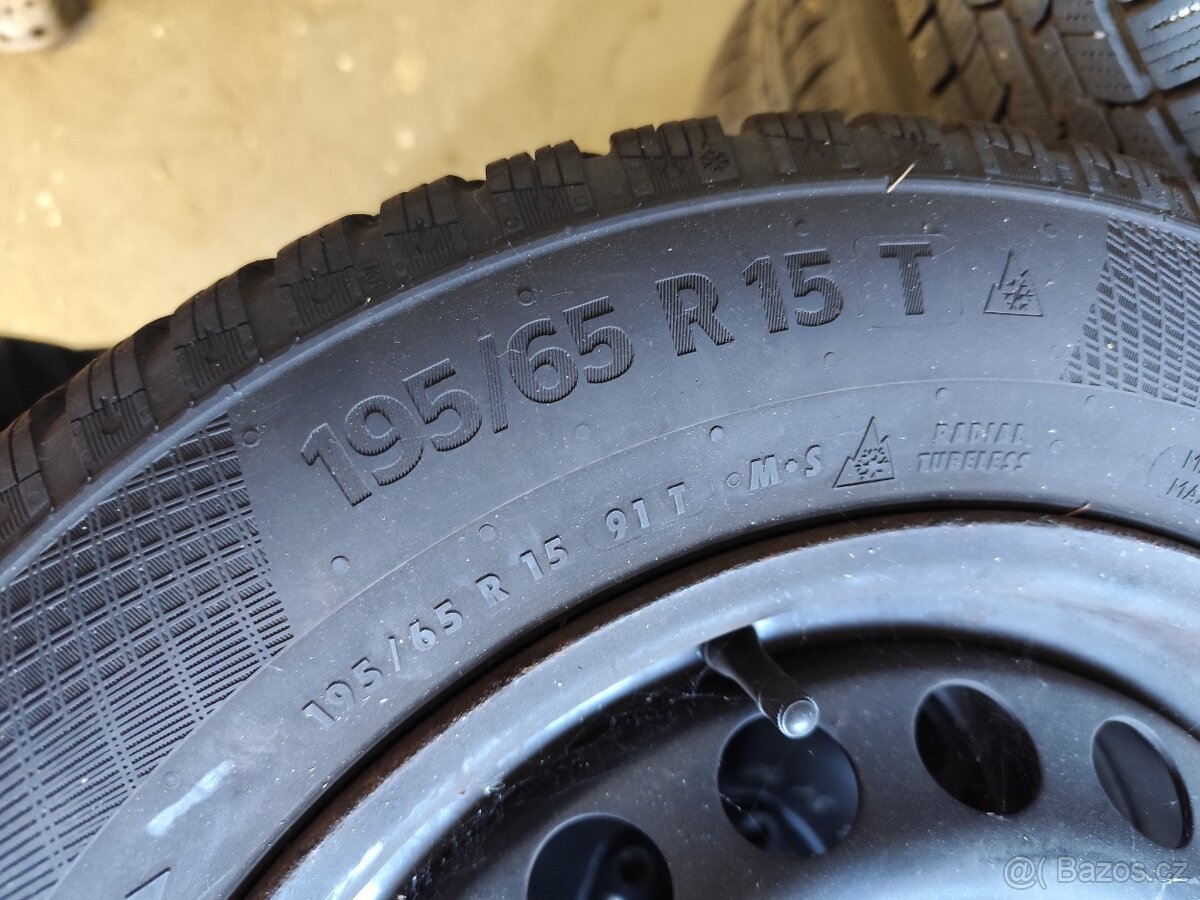 195/65 R 15 T
195/65 R 15 91 T •M•S
RADIAL
TUBELESS
@( Bazos.cz